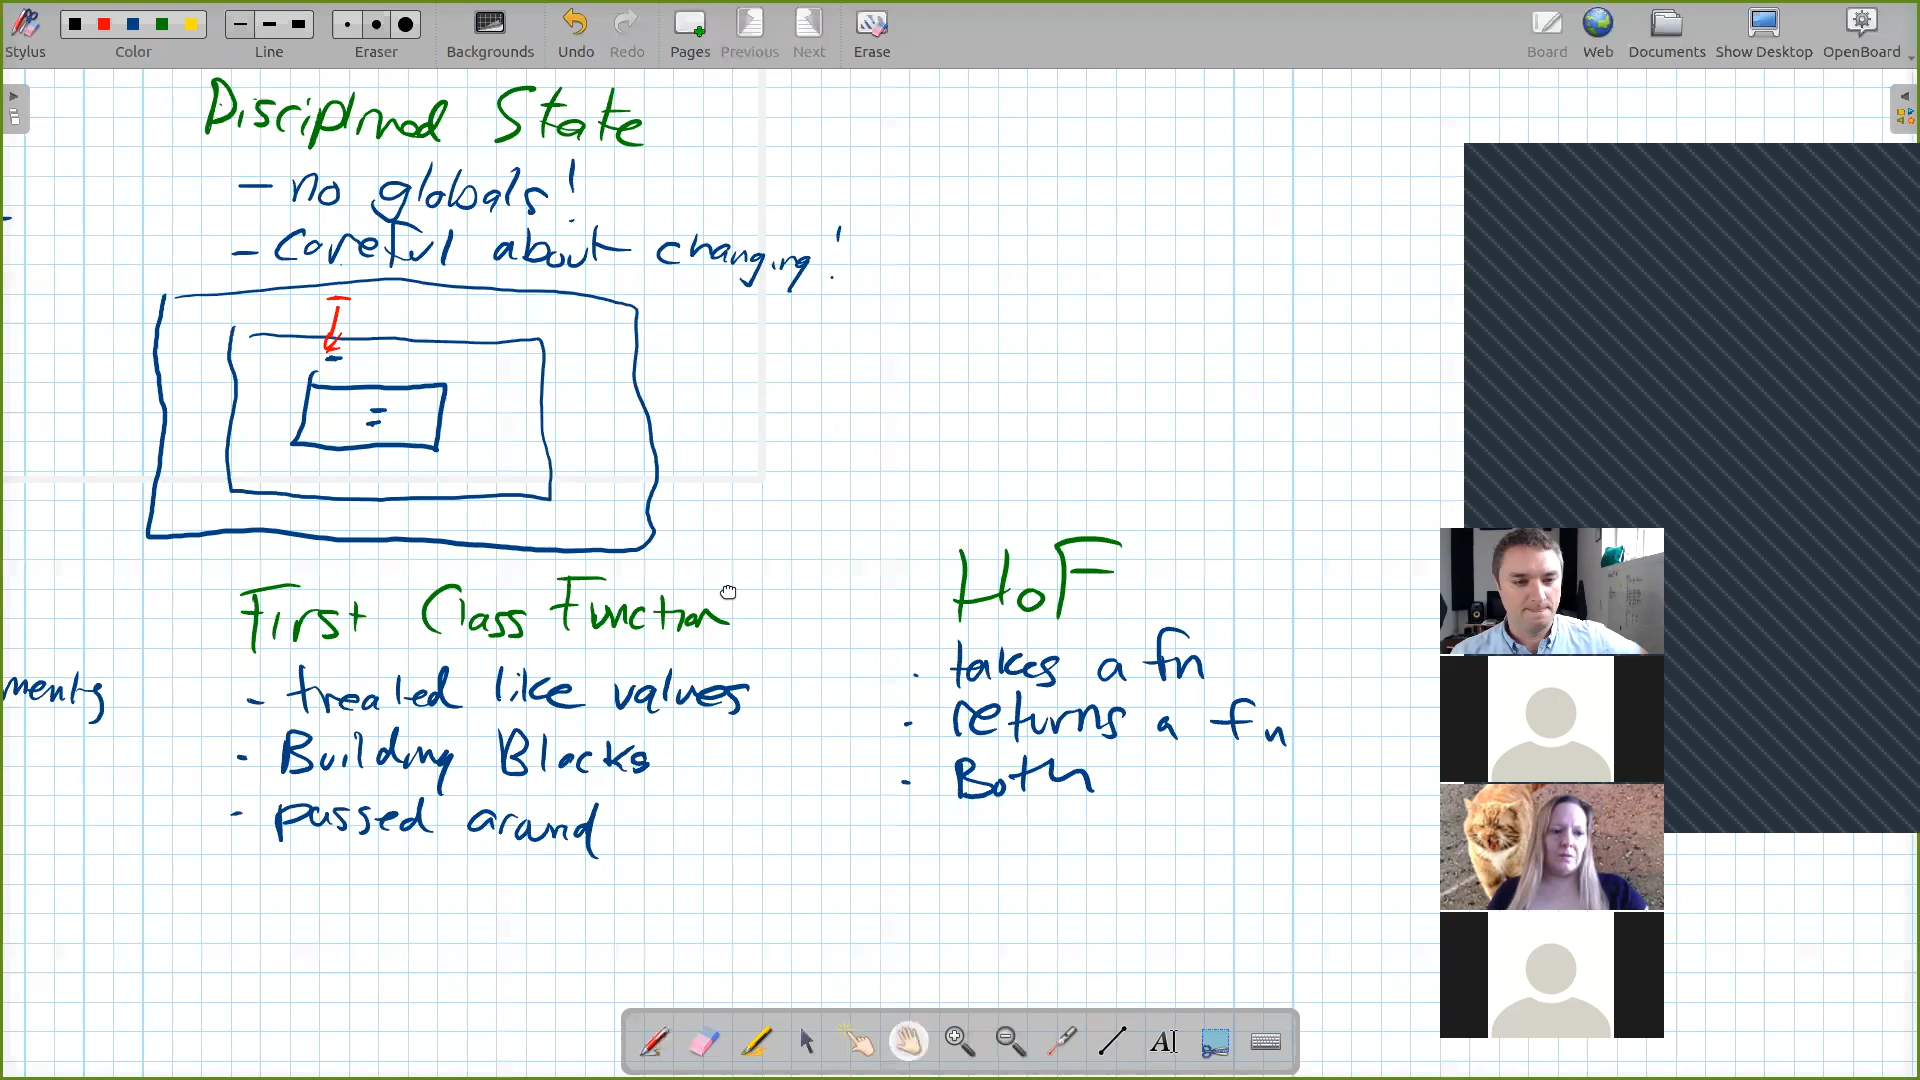 Stylus
Color
Line
Eraser
Backgrounds
Undo
Redo
Pages
Previous
Next
Erase
Board
Web
Documents
Show Desktop
OpenBoard
Disciplined State
- no globals!
- careful about changing!
First Class Function
- treated like values
- Building Blocks
- passed around
ments
HoF
· takes a fn
· returns a fn
· Both